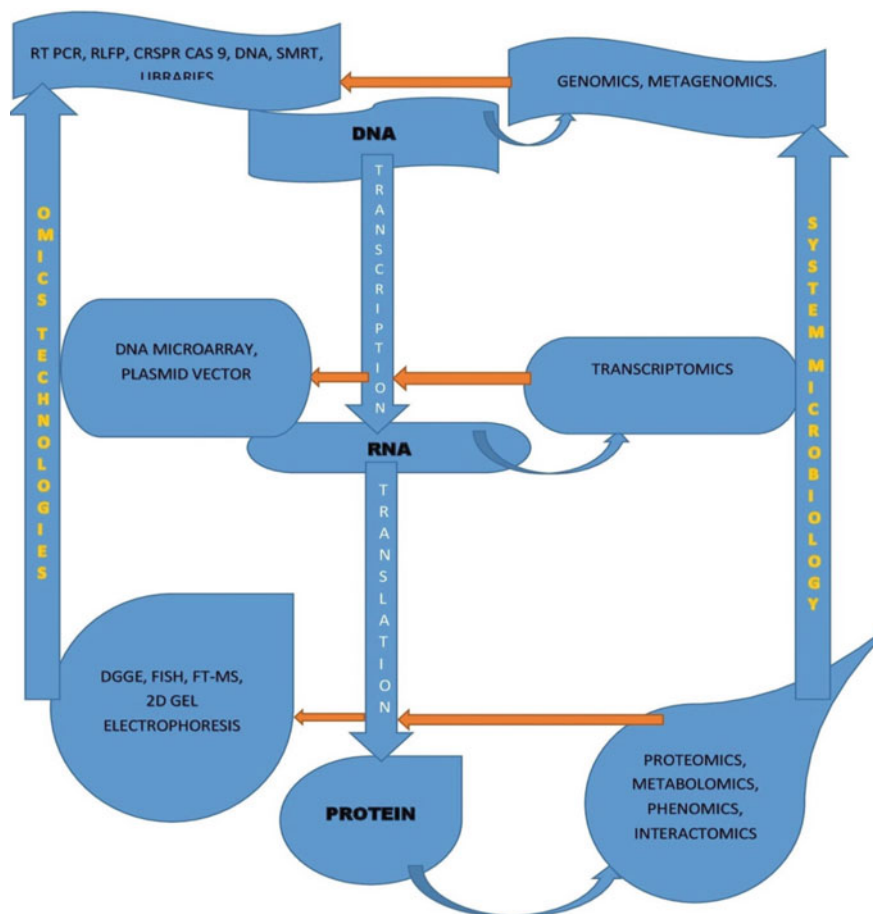 RT PCR, RLFP, CRSPR CAS 9, DNA, SMRT,
LIBRARIES
GENOMICS, METAGENOMICS.
DNA
TRANSCRIPTION
OMICS TECHNOLOGIES
SYSTEM MICROBIOLOGY
DNA MICROARRAY,
PLASMID VECTOR
TRANSCRIPTOMICS
RNA
TRANSLATION
DGGE, FISH, FT-MS,
2D GEL
ELECTROPHORESIS
PROTEOMICS,
METABOLOMICS,
PHENOMICS,
INTERACTOMICS
PROTEIN